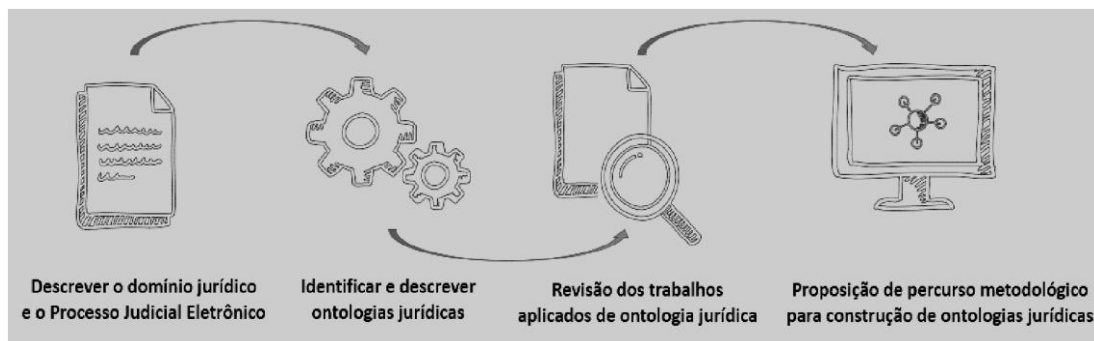 Descrever o domínio jurídico
e o Processo Judicial Eletrônico
Identificar e descrever
ontologias jurídicas
Revisão dos trabalhos
aplicados de ontologia jurídica
Proposição de percurso metodológico
para construção de ontologias jurídicas